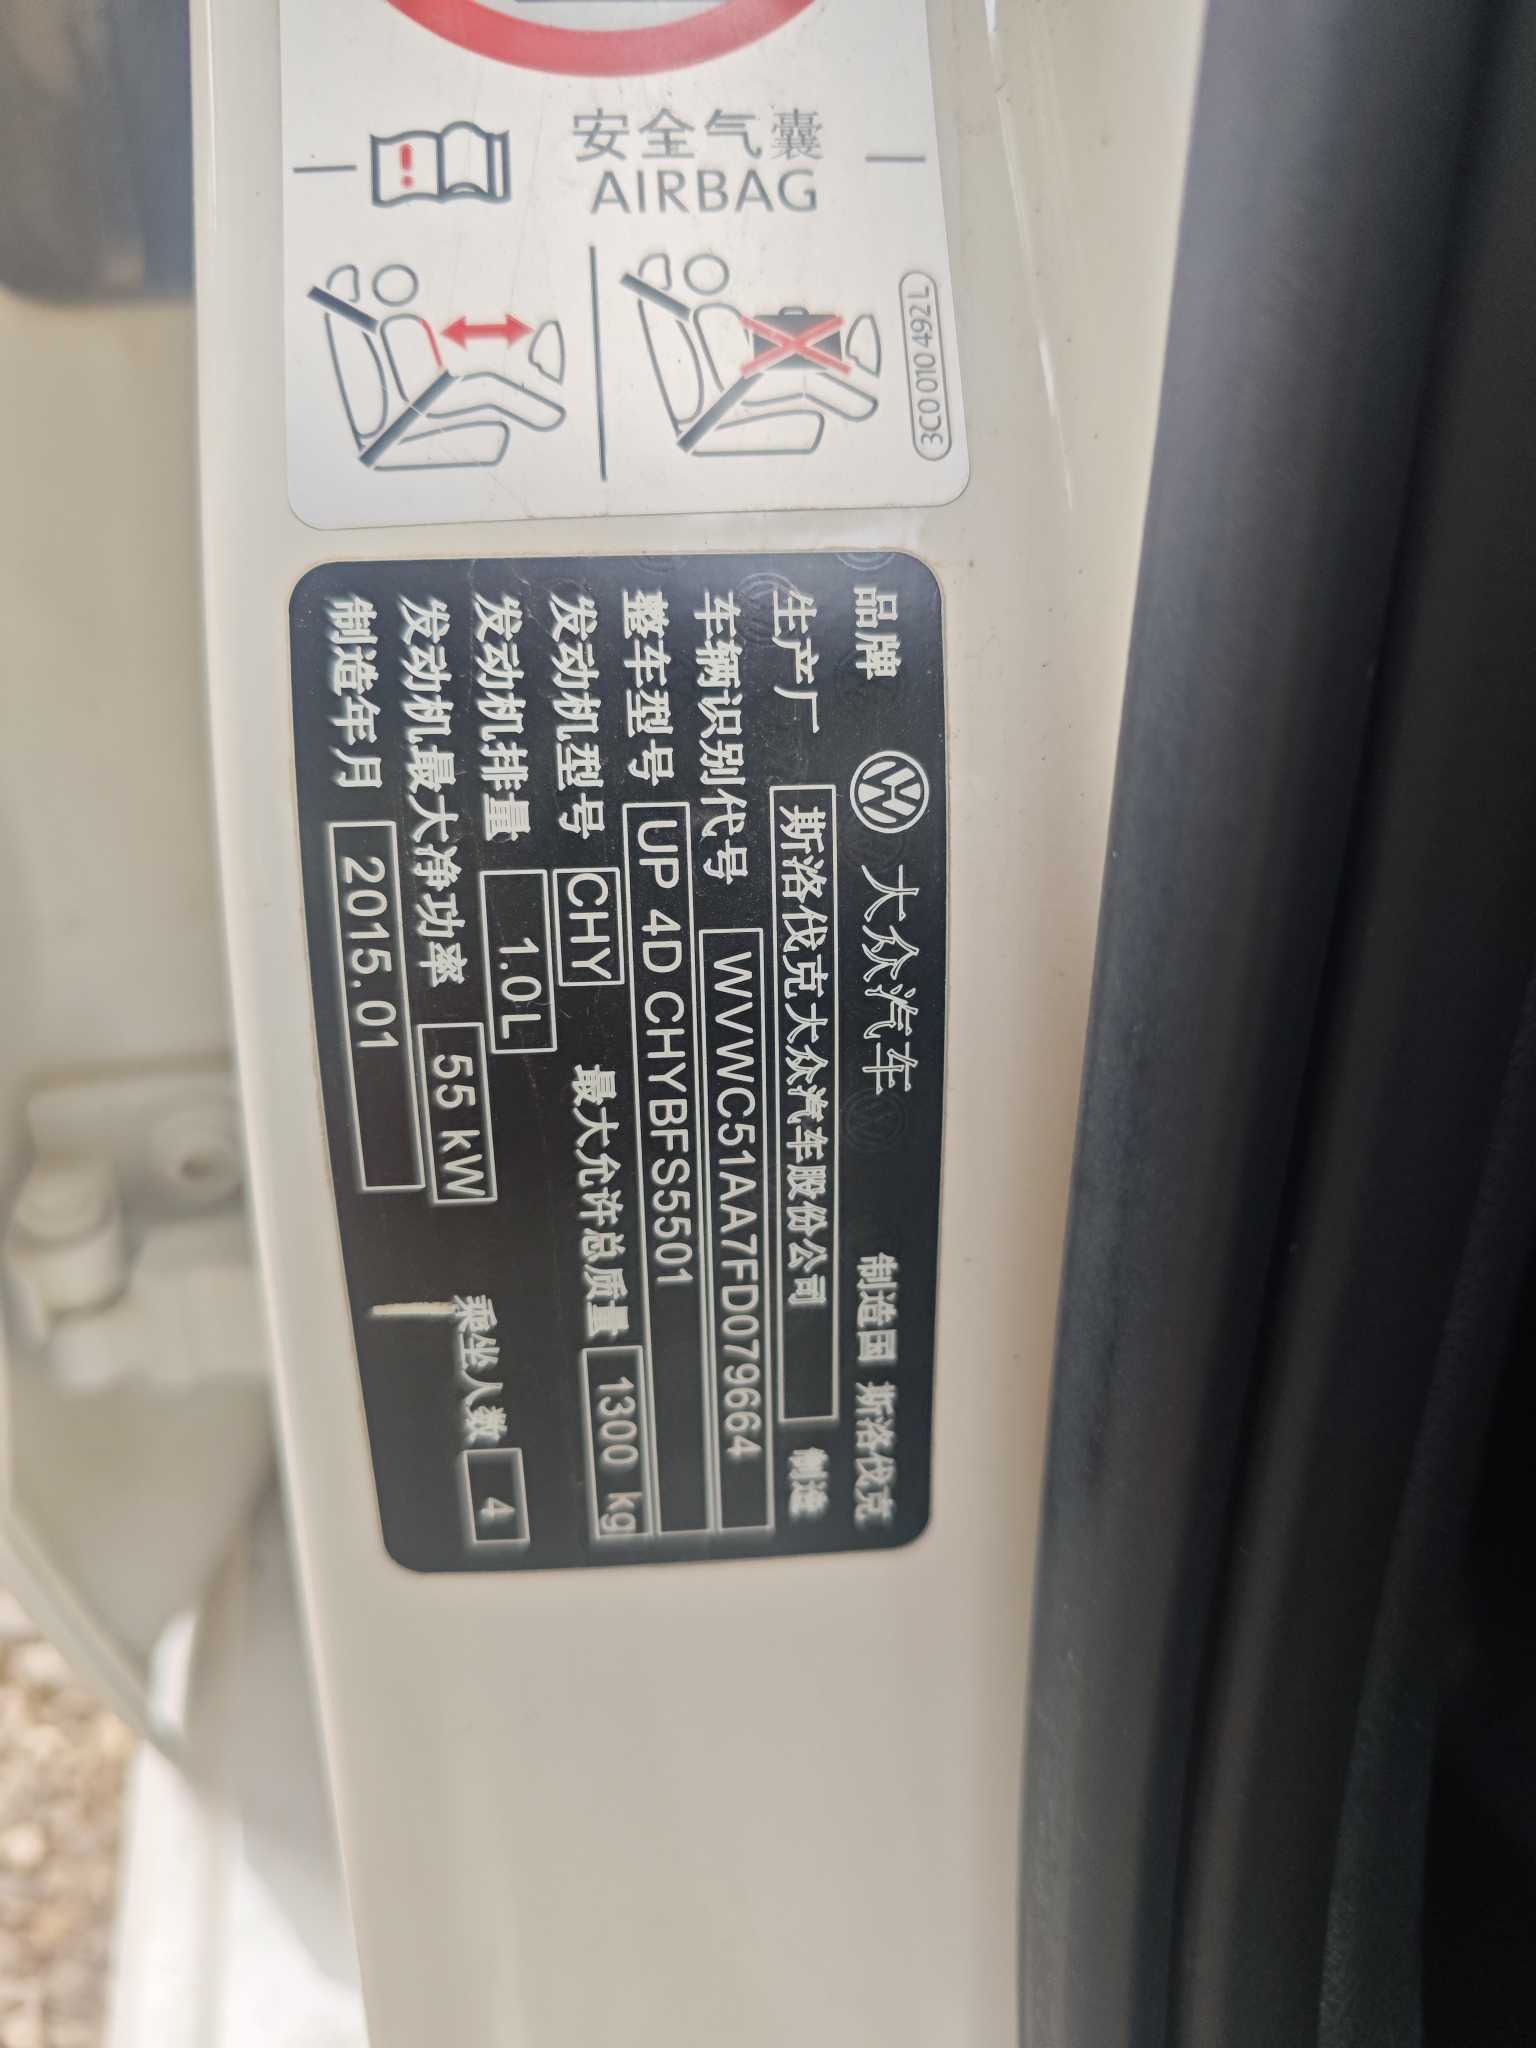 安全气囊
AIRBAG
3C0 010 492 L
品牌 大众汽车 制造国 斯洛伐克
生产厂 斯洛伐克大众汽车股份公司 制造
车辆识别代号 WVWC51AA7FD079664
整车型号 UP 4D CHYBFS5501
发动机型号 CHY 最大允许总质量 1300 kg
发动机排量 1.0L
发动机最大净功率 55 kW 乘坐人数 4
制造年月 2015.01